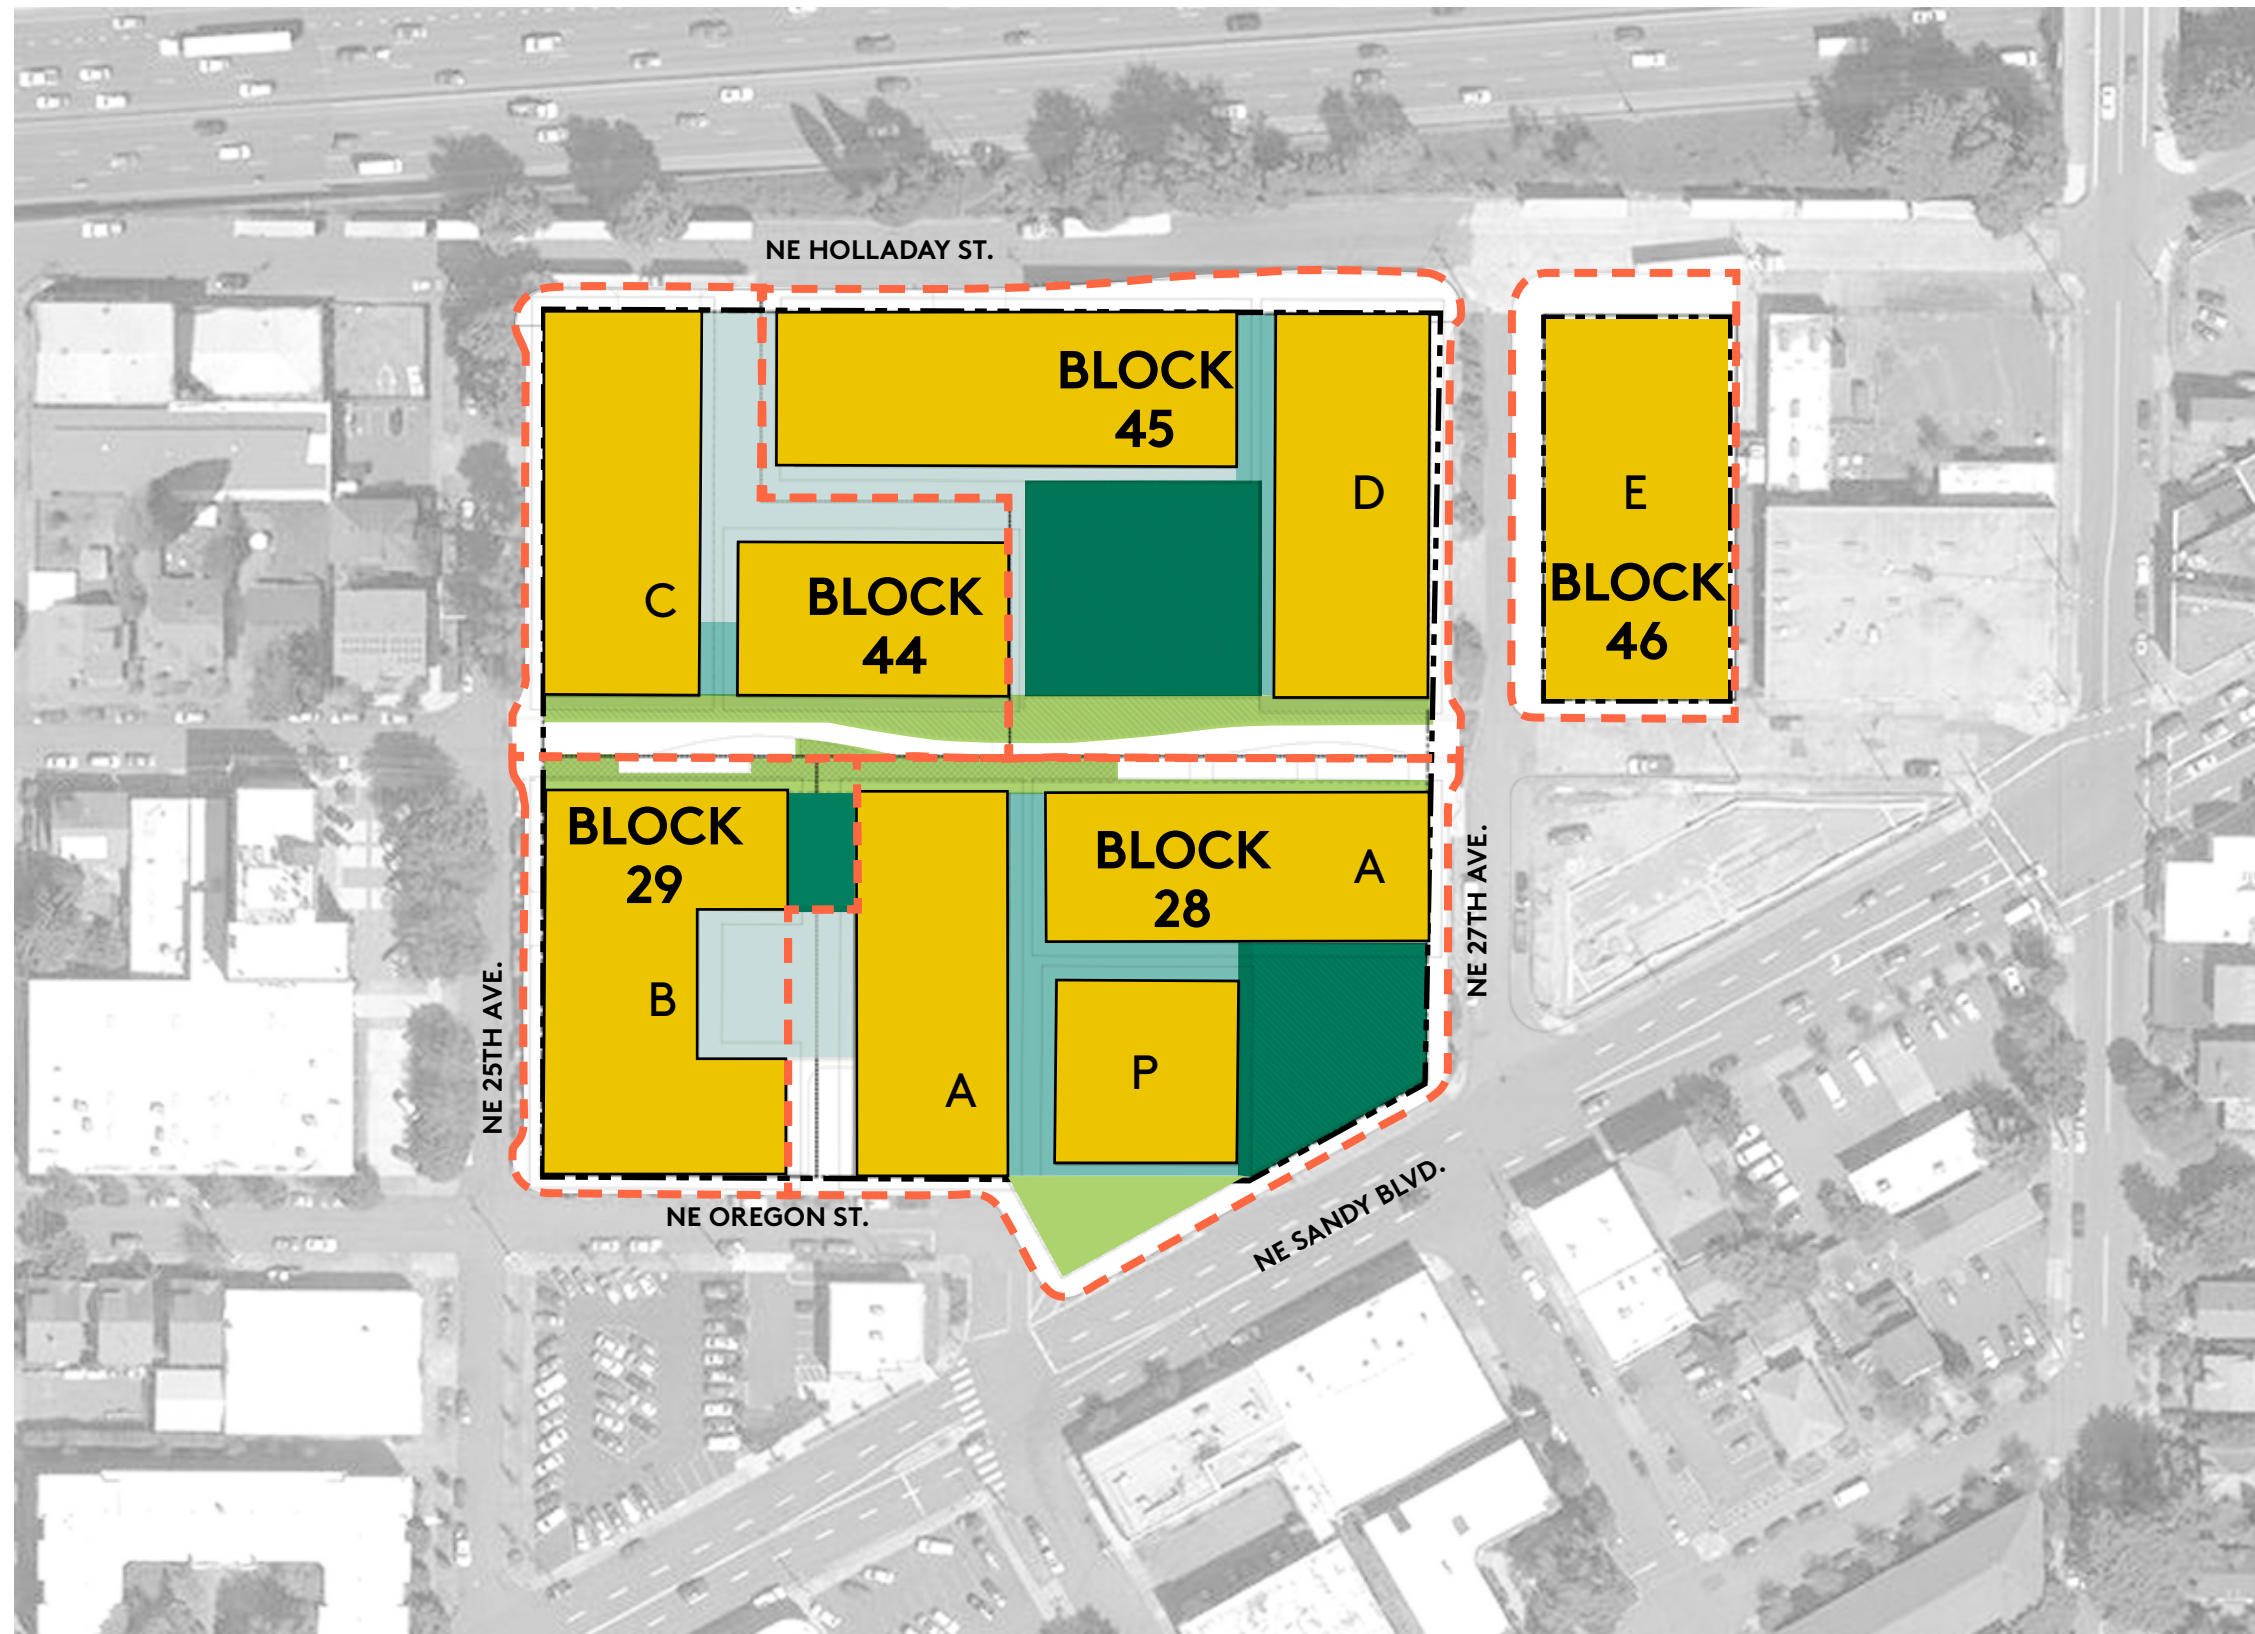 NE HOLLADAY ST.
BLOCK
45
D
E
BLOCK
46
C
BLOCK
44
BLOCK
29
B
BLOCK
28
A
A
P
NE 25TH AVE.
NE 27TH AVE.
NE OREGON ST.
NE SANDY BLVD.